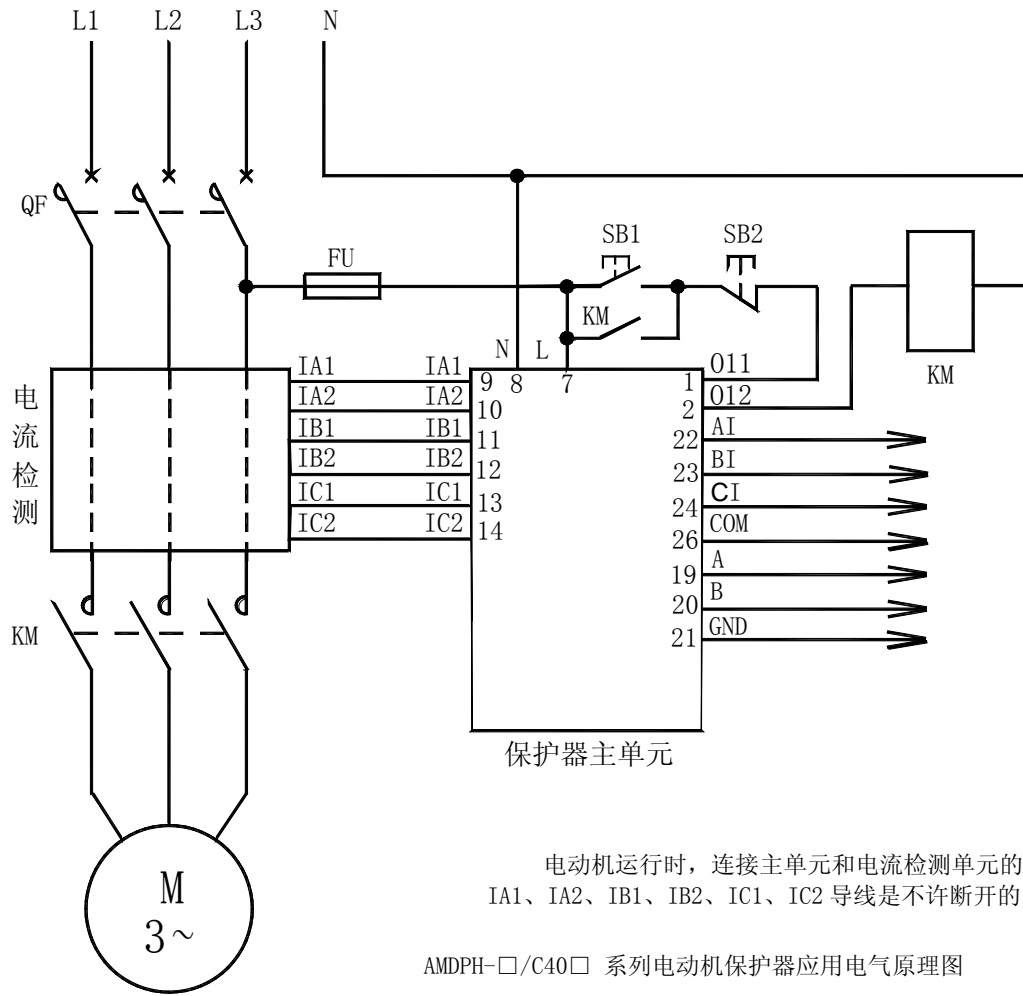 L1 L2 L3 N
QF
FU
SB1 SB2
KM
KM
N L
8 7
电流检测
IA1 IA1 9
IA2 IA2 10
IB1 IB1 11
IB2 IB2 12
IC1 IC1 13
IC2 IC2 14
1 O11
2 O12
22 AI
23 BI
24 CI
26 COM
19 A
20 B
21 GND
KM
保护器主单元
M
3~
电动机运行时，连接主单元和电流检测单元的
IA1、IA2、IB1、IB2、IC1、IC2 导线是不许断开的
AMDPH-□/C40□ 系列电动机保护器应用电气原理图